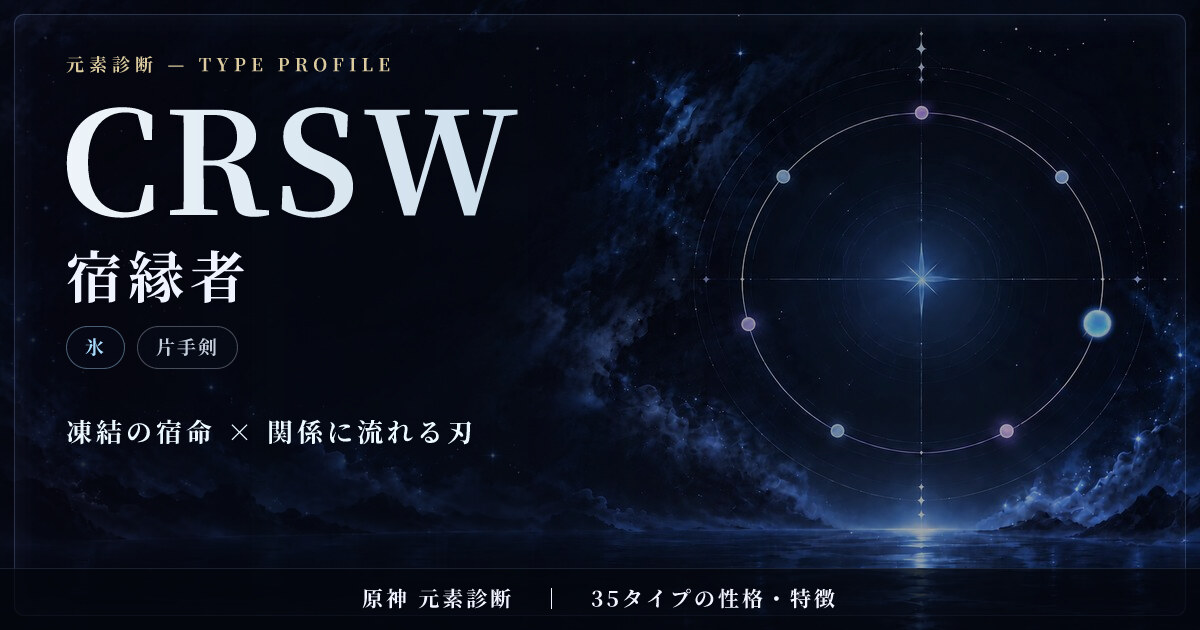 元素診断 — TYPE PROFILE
CRSW
宿縁者
氷 片手剣
凍結の宿命 × 関係に流れる刃
原神 元素診断 | 35タイプの性格・特徴